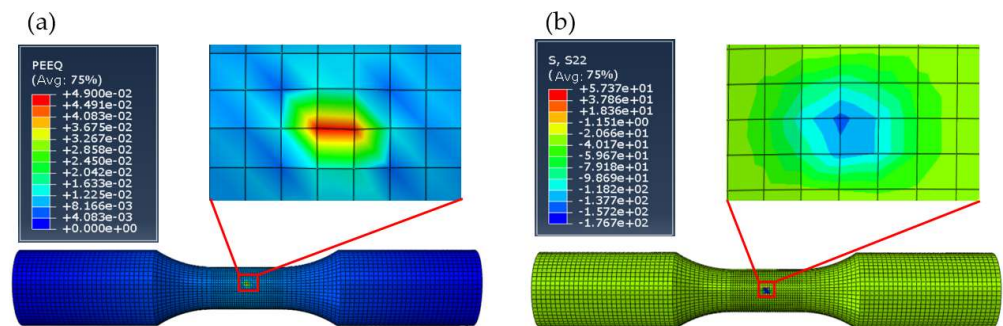 (a)
PEEQ
(Avg: 75%)
+4.900e-02
+4.491e-02
+4.083e-02
+3.675e-02
+3.267e-02
+2.858e-02
+2.450e-02
+2.042e-02
+1.633e-02
+1.225e-02
+8.166e-03
+4.083e-03
+0.000e+00
(b)
S, S22
(Avg: 75%)
+5.737e+01
+3.786e+01
+1.836e+01
-1.151e+00
-2.066e+01
-4.017e+01
-5.967e+01
-7.918e+01
-9.869e+01
-1.182e+02
-1.377e+02
-1.572e+02
-1.767e+02